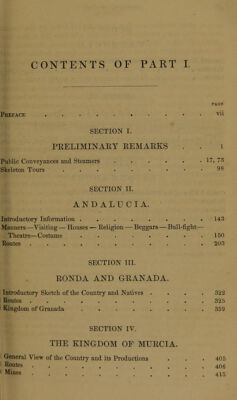 CONTENTS OF PART I.
PAGE
PREFACE . . . . . . . . . vii
SECTION I.
PRELIMINARY REMARKS . . 1
Public Conveyances and Steamers . . . . . 17, 73
Skeleton Tours . . . . . . . . 98
SECTION II.
ANDALUCIA.
Introductory Information . . . . . . . 143
Manners—Visiting — Houses — Religion — Beggars — Bull-fight—
Theatre—Costume . . . . . . . 150
Routes . . . . . . . . . 203
SECTION III.
RONDA AND GRANADA.
Introductory Sketch of the Country and Natives . . . . 322
Routes . . . . . . . . . 325
Kingdom of Granada . . . . . . . 359
SECTION IV.
THE KINGDOM OF MURCIA.
General View of the Country and its Productions . . . 405
Routes . . . . . . . . . 406
Mines . . . . . . . . . 415